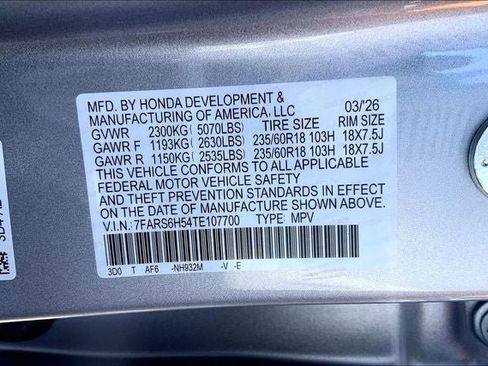 MFD. BY HONDA DEVELOPMENT &
MANUFACTURING OF AMERICA, LLC 03/'26
GVWR 2300KG ( 5070LBS) TIRE SIZE RIM SIZE
GAWR F 1193KG ( 2630LBS) 235/60R18 103H 18X7.5J
GAWR R 1150KG ( 2535LBS) 235/60R18 103H 18X7.5J
THIS VEHICLE CONFORMS TO ALL APPLICABLE
FEDERAL MOTOR VEHICLE SAFETY
AND THEFT PREVENTION STANDARDS IN EFFECT
ON THE DATE OF MANUFACTURE SHOWN ABOVE.
V.I.N.: 7FARS6H54TE107700 TYPE: MPV
3D0 T AF6 -NH932M -V -E